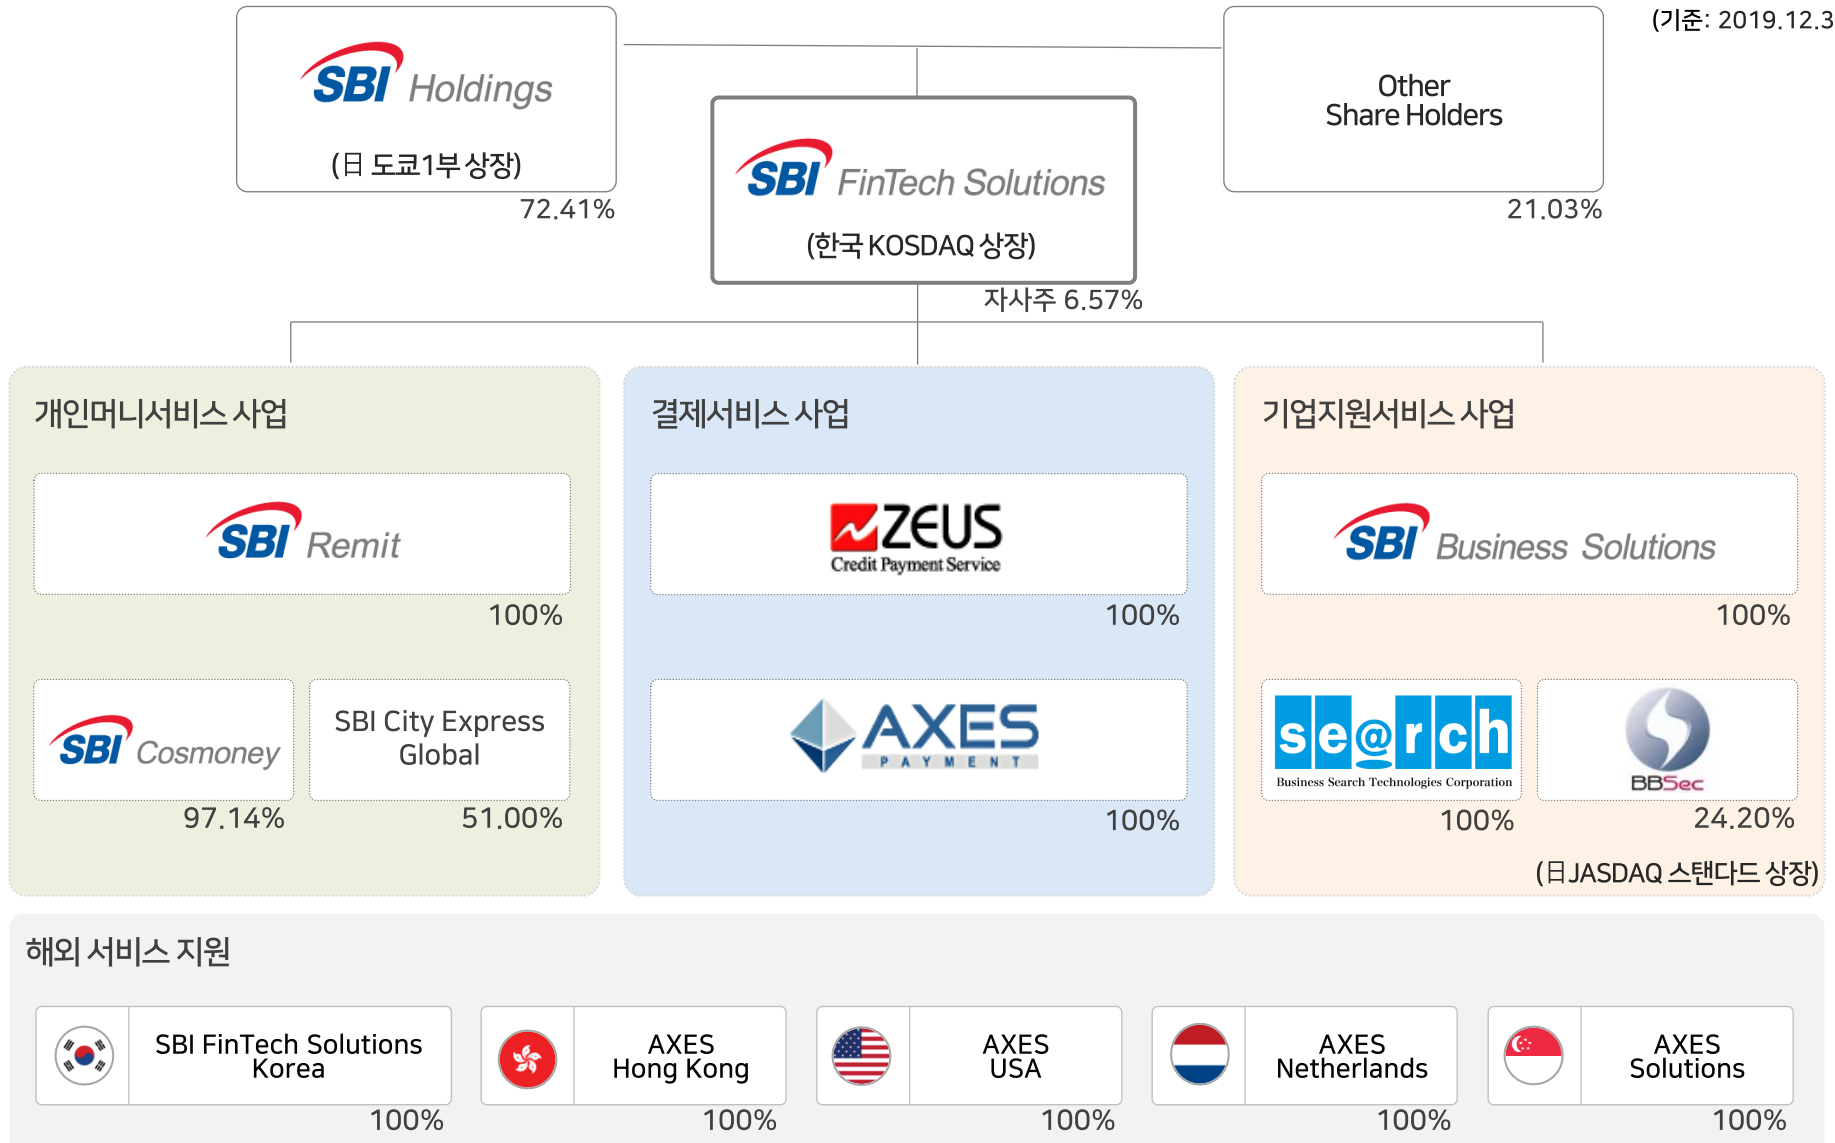 (기준: 2019.12.3
SBI Holdings
(日 도쿄1부 상장)
72.41%
SBI FinTech Solutions
(한국 KOSDAQ 상장)
자사주 6.57%
Other
Share Holders
21.03%
개인머니서비스 사업
SBI Remit
100%
SBI Cosmoney
97.14%
SBI City Express
Global
51.00%
결제서비스 사업
ZEUS
Credit Payment Service
100%
AXES
PAYMENT
100%
기업지원서비스 사업
SBI Business Solutions
100%
se@rch
Business Search Technologies Corporation
100%
BBSec
24.20%
(日JASDAQ 스탠다드 상장)
해외 서비스 지원
SBI FinTech Solutions
Korea
100%
AXES
Hong Kong
100%
AXES
USA
100%
AXES
Netherlands
100%
AXES
Solutions
100%